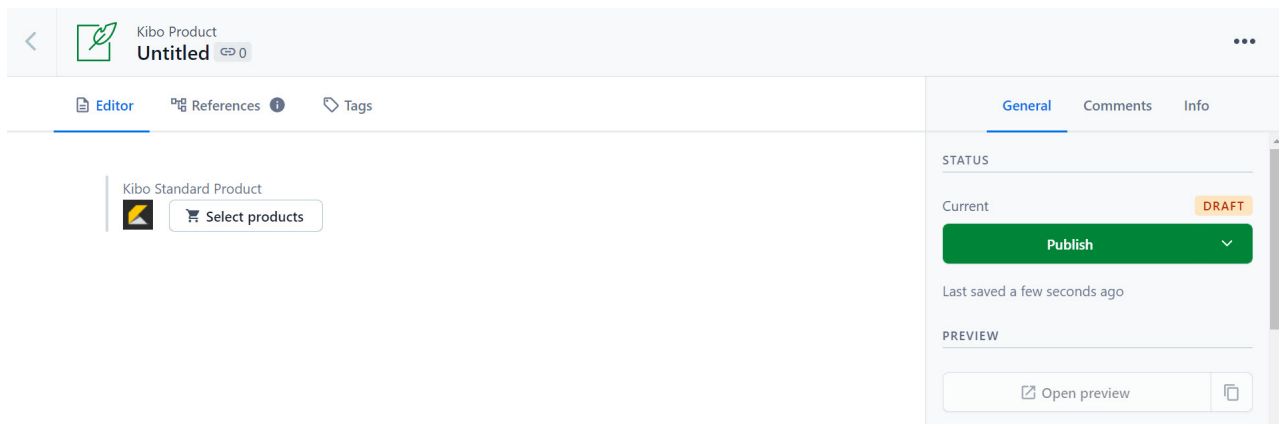 Kibo Product
Untitled 0
Editor
References
Tags
General
Comments
Info
Kibo Standard Product
Select products
STATUS
Current
DRAFT
Publish
Last saved a few seconds ago
PREVIEW
Open preview